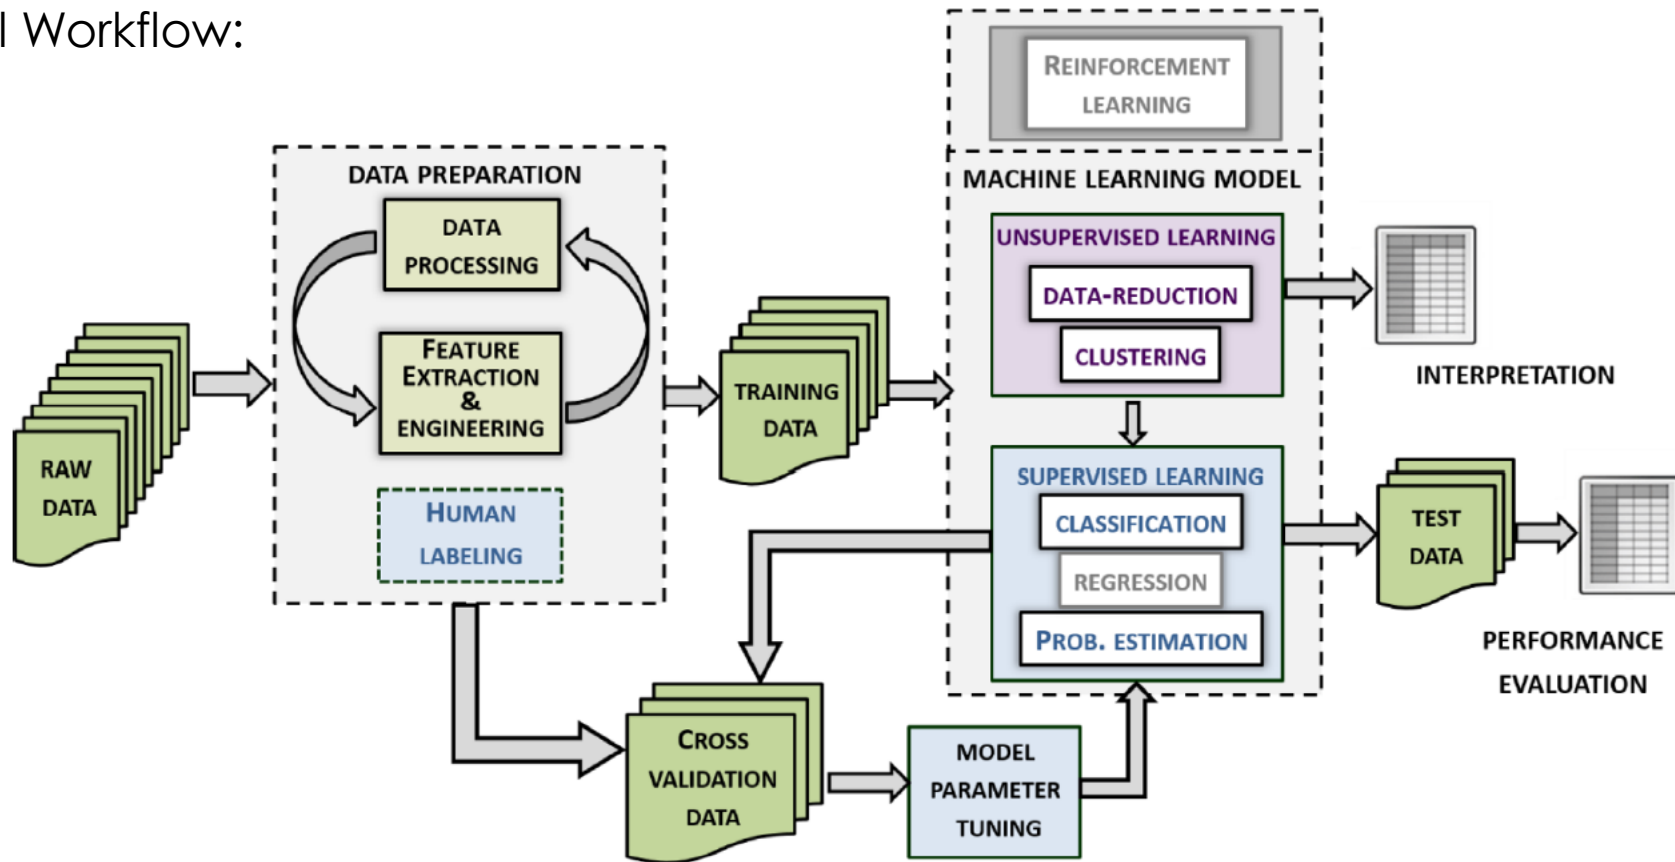 l Workflow:
REINFORCEMENT
LEARNING
DATA PREPARATION
DATA
PROCESSING
FEATURE
EXTRACTION
&
ENGINEERING
HUMAN
LABELING
RAW
DATA
TRAINING
DATA
MACHINE LEARNING MODEL
UNSUPERVISED LEARNING
DATA-REDUCTION
CLUSTERING
INTERPRETATION
SUPERVISED LEARNING
CLASSIFICATION
REGRESSION
PROB. ESTIMATION
TEST
DATA
PERFORMANCE
EVALUATION
CROSS
VALIDATION
DATA
MODEL
PARAMETER
TUNING